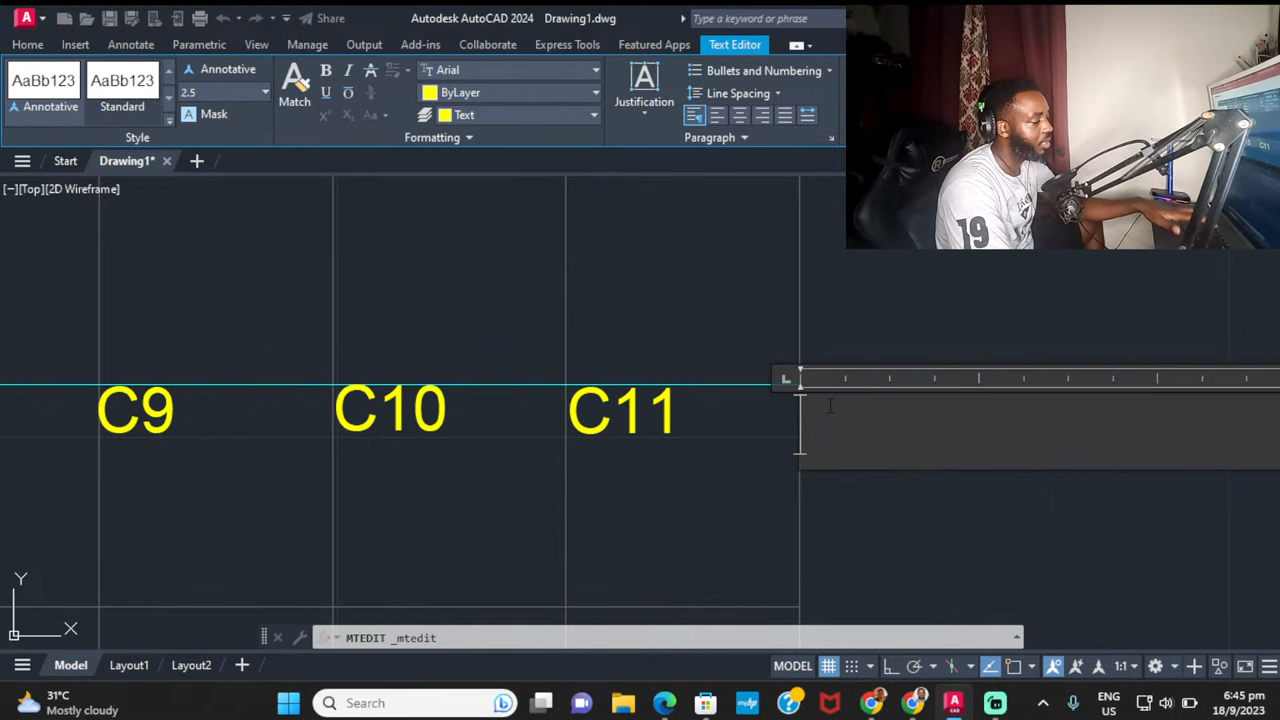 Share
Autodesk AutoCAD 2024 Drawing1.dwg
Type a keyword or phrase
Home Insert Annotate Parametric View Manage Output Add-ins Collaborate Express Tools Featured Apps Text Editor
AaBb123 AaBb123 Annotative
Annotative Standard
2.5
A Mask
Style
Match
B I A
U O
Arial
ByLayer
Text
Aa
Formatting
A
Justification
Bullets and Numbering
Line Spacing
Paragraph
Start Drawing1*
[−][Top][2D Wireframe]
19
C9 C10 C11
Y
X
MTEDIT _mtedit
Model Layout1 Layout2
MODEL
1:1
31°C
Mostly cloudy
Search
ENG
US
6:45 pm
18/9/2023